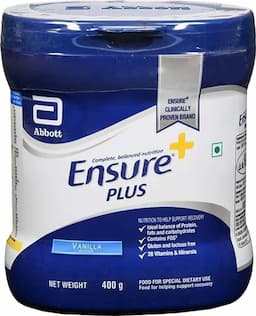 Abbott
ENSURE®
CLINICALLY
PROVEN BRAND
Complete, balanced nutrition
Ensure
PLUS
VANILLA
NUTRITION TO HELP SUPPORT RECOVERY
Ideal balance of Protein,
fats and carbohydrates
Contains FOS
Gluten and lactose free
28 Vitamins & Minerals
NET WEIGHT 400 g
FOOD FOR SPECIAL DIETARY USE
Food for helping support recovery